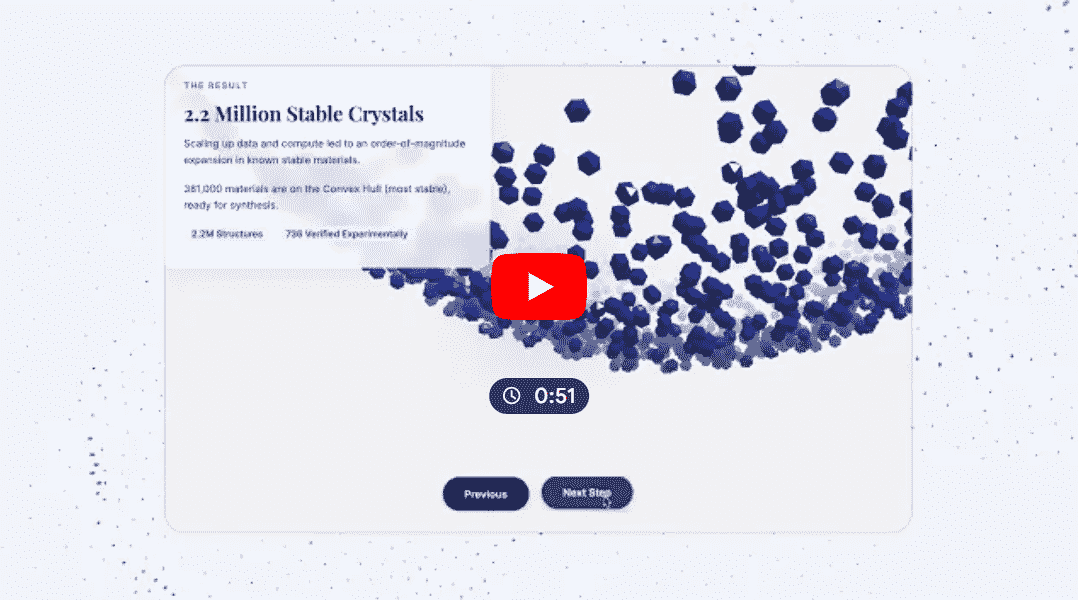 THE RESULT
2.2 Million Stable Crystals
Scaling up data and compute led to an order-of-magnitude
expansion in known stable materials.
381,000 materials are on the Convex Hull (most stable),
ready for synthesis.
2.2M Structures 736 Verified Experimentally
0:51
Previous Next Step